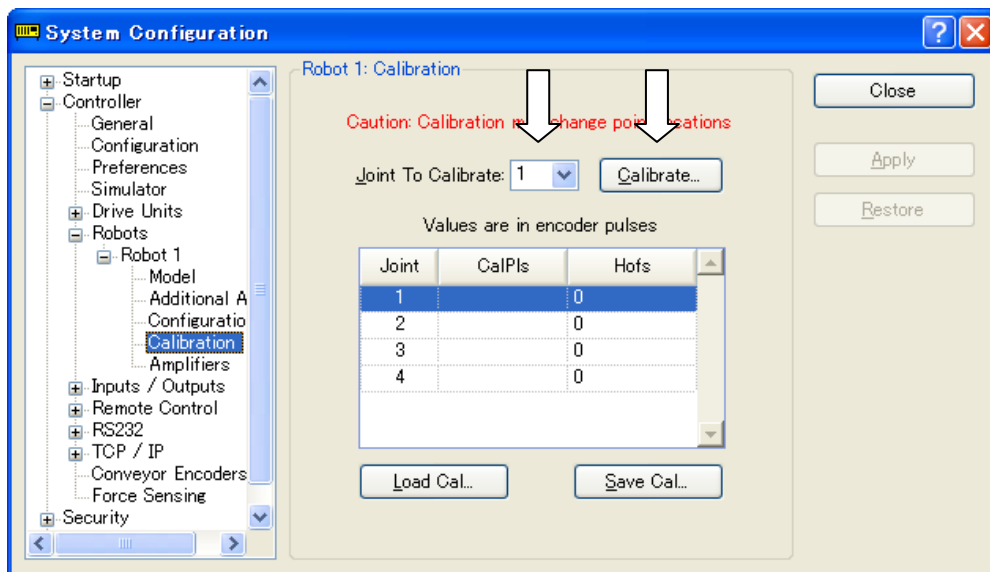 System Configuration
Startup
Controller
General
Configuration
Preferences
Simulator
Drive Units
Robots
Robot 1
Model
Additional A
Configuratio
Calibration
Amplifiers
Inputs / Outputs
Remote Control
RS232
TCP / IP
Conveyor Encoders
Force Sensing
Security
Robot 1: Calibration
Caution: Calibration change
Joint To Calibrate: 1 Calibrate...
Values are in encoder pulses
Joint CalPls Hofs
1 0
2 0
3 0
4 0
Load Cal... Save Cal...
Close
Apply
Restore